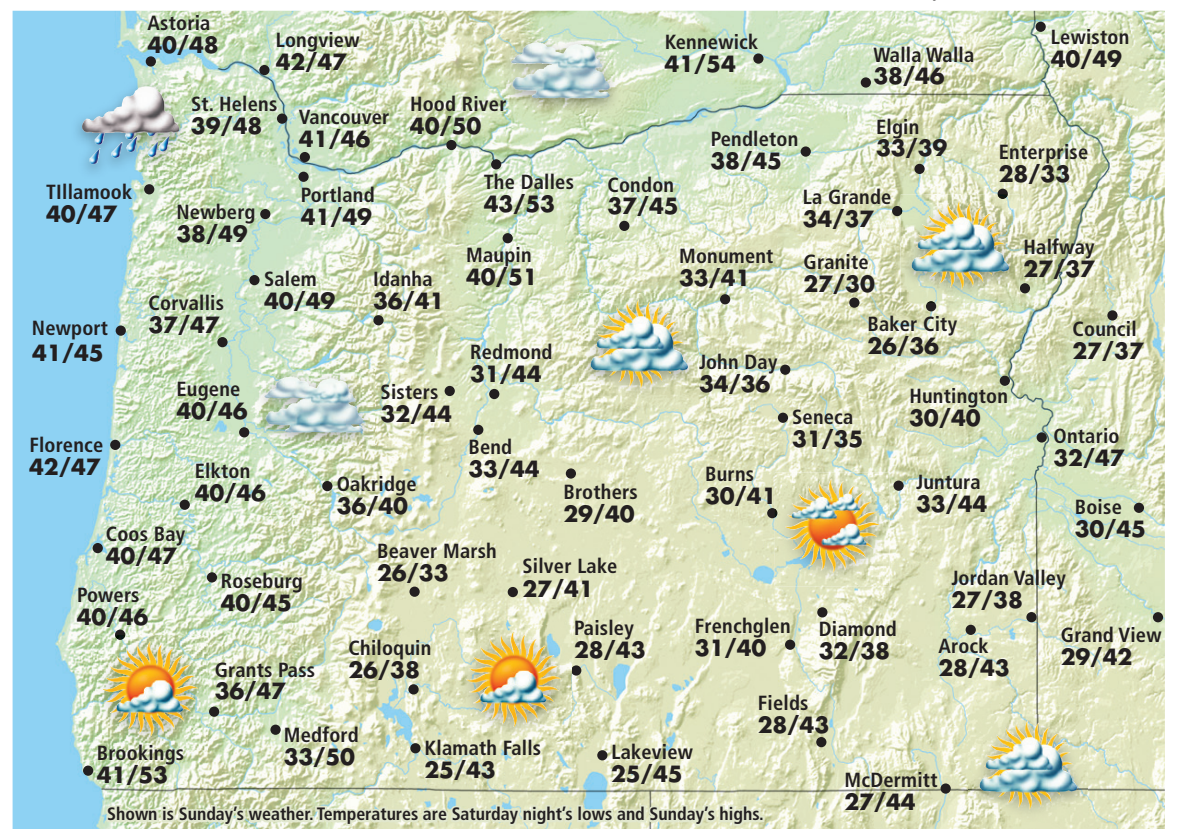 Astoria
40/48
Longview
42/47
Kennewick
41/54
Walla Walla
38/46
Lewiston
40/49
St. Helens
39/48
Vancouver
41/46
Hood River
40/50
Pendleton
38/45
Elgin
33/39
Enterprise
28/33
TIllamook
40/47
Newberg
38/49
Portland
41/49
The Dalles
43/53
Condon
37/45
La Grande
34/37
Maupin
40/51
Monument
33/41
Granite
27/30
Halfway
27/37
Salem
40/49
Idanha
36/41
Corvallis
37/47
Newport
41/45
Baker City
26/36
Council
27/37
Redmond
31/44
John Day
34/36
Eugene
40/46
Sisters
32/44
Huntington
30/40
Seneca
31/35
Florence
42/47
Bend
33/44
Ontario
32/47
Elkton
40/46
Oakridge
36/40
Brothers
29/40
Burns
30/41
Juntura
33/44
Boise
30/45
Coos Bay
40/47
Beaver Marsh
26/33
Silver Lake
27/41
Roseburg
40/45
Jordan Valley
27/38
Powers
40/46
Paisley
28/43
Frenchglen
31/40
Diamond
32/38
Arock
28/43
Grand View
29/42
Chiloquin
26/38
Grants Pass
36/47
Fields
28/43
Medford
33/50
Klamath Falls
25/43
Lakeview
25/45
Brookings
41/53
McDermitt
27/44
Shown is Sunday's weather. Temperatures are Saturday night's lows and Sunday's highs.